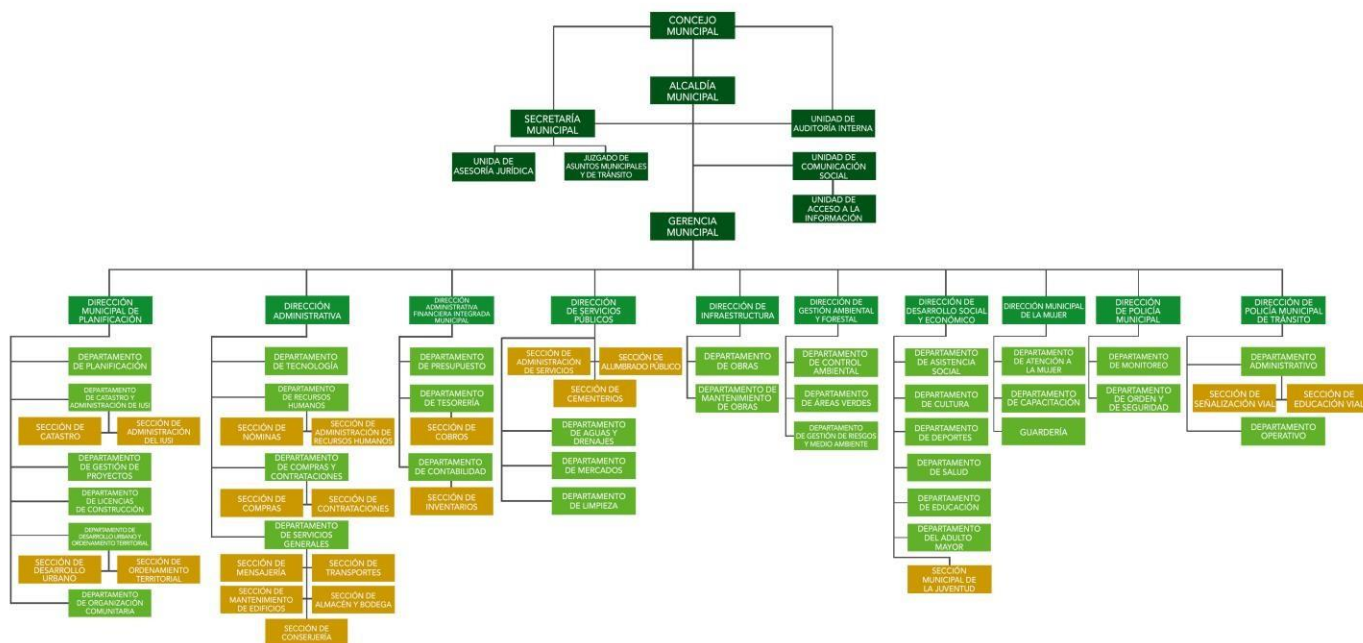 CONCEJO
MUNICIPAL
ALCALDÍA
MUNICIPAL
SECRETARÍA
MUNICIPAL
UNIDAD DE
AUDITORÍA INTERNA
UNIDA DE
ASESORÍA JURÍDICA
JUZGADO DE
ASUNTOS MUNICIPALES
Y DE TRÁNSITO
UNIDAD DE
COMUNICACIÓN
SOCIAL
UNIDAD DE
ACCESO A LA
INFORMACIÓN
GERENCIA
MUNICIPAL
DIRECCIÓN
MUNICIPAL DE
PLANIFICACIÓN
DEPARTAMENTO
DE PLANIFICACIÓN
DEPARTAMENTO
DE CATASTRO Y
ADMINISTRACIÓN DE IUSI
SECCIÓN DE
CATASTRO
SECCIÓN DE
ADMINISTRACIÓN
DEL IUSI
DEPARTAMENTO
DE GESTIÓN DE
PROYECTOS
DEPARTAMENTO
DE LICENCIAS
DE CONSTRUCCIÓN
DEPARTAMENTO DE
DESARROLLO URBANO Y
ORDENAMIENTO TERRITORIAL
SECCIÓN DE
DESARROLLO
URBANO
SECCIÓN DE
ORDENAMIENTO
TERRITORIAL
DEPARTAMENTO
DE ORGANIZACIÓN
COMUNITARIA
DIRECCIÓN
ADMINISTRATIVA
DEPARTAMENTO
DE TECNOLOGÍA
DEPARTAMENTO
DE RECURSOS
HUMANOS
SECCIÓN DE
NÓMINAS
SECCIÓN DE
ADMINISTRACIÓN DE
RECURSOS HUMANOS
DEPARTAMENTO
DE COMPRAS Y
CONTRATACIONES
SECCIÓN DE
COMPRAS
SECCIÓN DE
CONTRATACIONES
DEPARTAMENTO
DE SERVICIOS
GENERALES
SECCIÓN DE
MENSAJERÍA
SECCIÓN DE
TRANSPORTES
SECCIÓN DE
MANTENIMIENTO
DE EDIFICIOS
SECCIÓN DE
ALMACÉN Y BODEGA
SECCIÓN DE
CONSERJERÍA
DIRECCIÓN
ADMINISTRATIVA
FINANCIERA INTEGRADA
MUNICIPAL
DEPARTAMENTO
DE PRESUPUESTO
DEPARTAMENTO
DE TESORERÍA
SECCIÓN DE
COBROS
DEPARTAMENTO
DE CONTABILIDAD
SECCIÓN DE
INVENTARIOS
DIRECCIÓN
DE SERVICIOS
PÚBLICOS
SECCIÓN DE
ADMINISTRACIÓN
DE SERVICIOS
SECCIÓN DE
ALUMBRADO PÚBLICO
SECCIÓN DE
CEMENTERIOS
DEPARTAMENTO
DE AGUAS Y
DRENAJES
DEPARTAMENTO
DE MERCADOS
DEPARTAMENTO
DE LIMPIEZA
DIRECCIÓN DE
INFRAESTRUCTURA
DEPARTAMENTO
DE OBRAS
DEPARTAMENTO DE
MANTENIMIENTO
DE OBRAS
DIRECCIÓN DE
GESTIÓN AMBIENTAL
Y FORESTAL
DEPARTAMENTO
DE CONTROL
AMBIENTAL
DEPARTAMENTO
DE ÁREAS VERDES
DEPARTAMENTO
DE GESTIÓN DE RIESGOS
Y MEDIO AMBIENTE
DIRECCIÓN DE
DESARROLLO SOCIAL
Y ECONÓMICO
DEPARTAMENTO
DE ASISTENCIA
SOCIAL
DEPARTAMENTO
DE CULTURA
DEPARTAMENTO
DE DEPORTES
DEPARTAMENTO
DE SALUD
DEPARTAMENTO
DE EDUCACIÓN
DEPARTAMENTO
DEL ADULTO
MAYOR
SECCIÓN
MUNICIPAL DE
LA JUVENTUD
DIRECCIÓN MUNICIPAL
DE LA MUJER
DEPARTAMENTO
DE ATENCIÓN A
LA MUJER
DEPARTAMENTO
DE CAPACITACIÓN
GUARDERÍA
DIRECCIÓN
DE POLICÍA
MUNICIPAL
DEPARTAMENTO
DE MONITOREO
DEPARTAMENTO
DE ORDEN Y
DE SEGURIDAD
DIRECCIÓN DE
POLICÍA MUNICIPAL
DE TRÁNSITO
DEPARTAMENTO
ADMINISTRATIVO
SECCIÓN DE
SEÑALIZACIÓN VIAL
SECCIÓN DE
EDUCACIÓN VIAL
DEPARTAMENTO
OPERATIVO